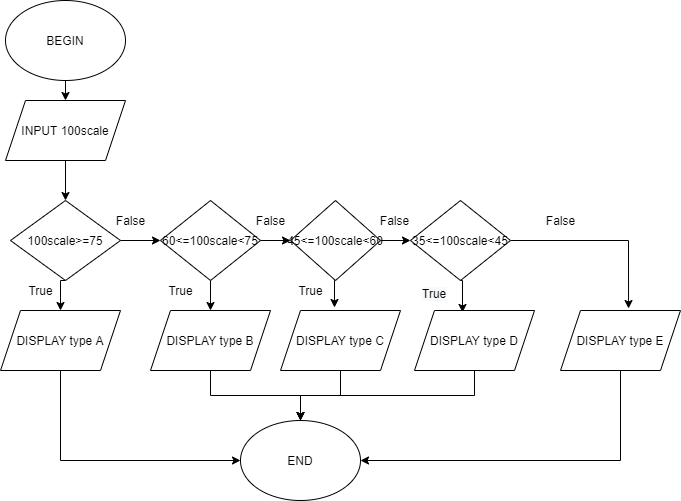 BEGIN
INPUT 100scale
100scale>=75
False
60<=100scale<75
False
45<=100scale<60
False
35<=100scale<45
False
True
True
True
True
DISPLAY type A
DISPLAY type B
DISPLAY type C
DISPLAY type D
DISPLAY type E
END